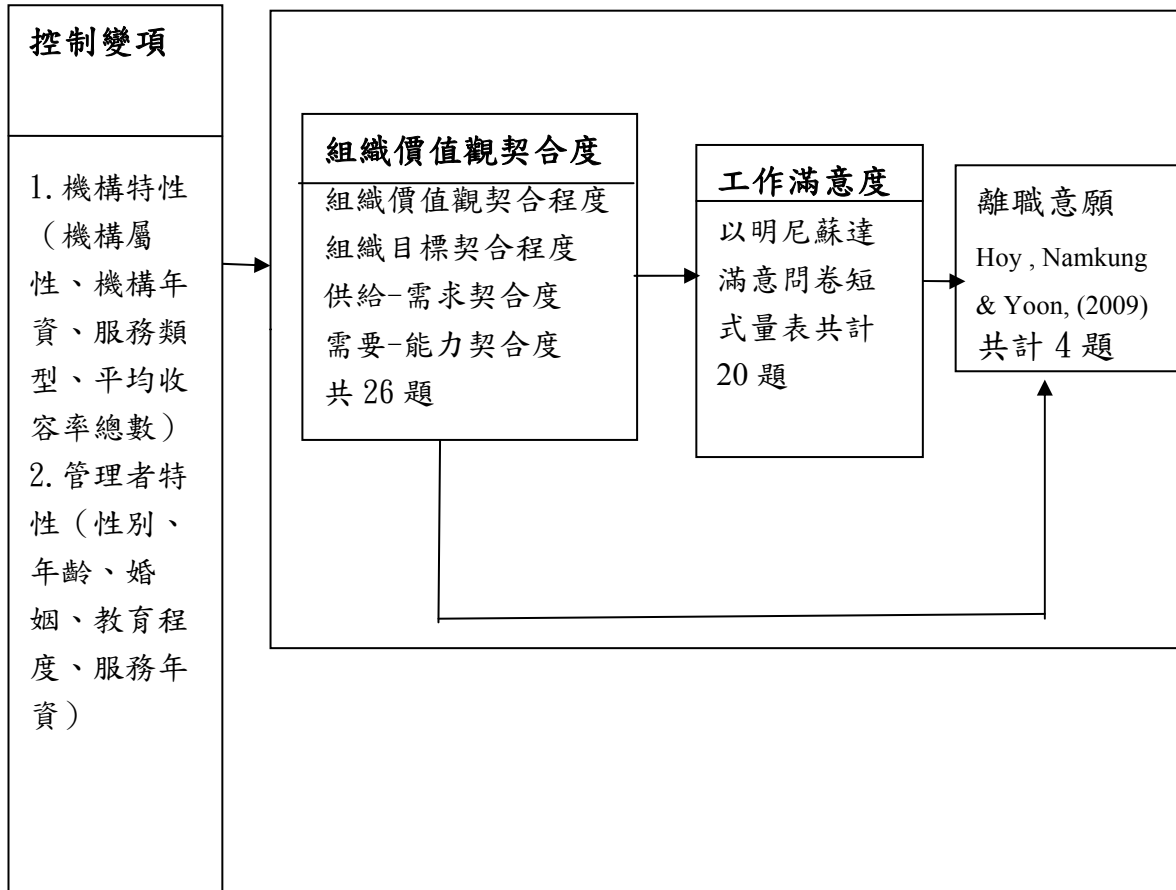 控制變項
1.機構特性
（機構屬
性、機構年
資、服務類
型、平均收
容率總數）
2.管理者特
性（性別、
年齡、婚
姻、教育程
度、服務年
資）
組織價值觀契合度
組織價值觀契合程度
組織目標契合程度
供給-需求契合度
需要-能力契合度
共 26 題
工作滿意度
以明尼蘇達
滿意問卷短
式量表共計
20 題
離職意願
Hoy , Namkung
& Yoon, (2009)
共計 4 題